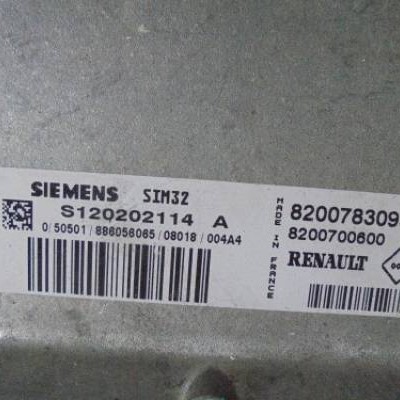 SIEMENS SIM32
S120202114 A
0/50501/886056065/08018/004A4
MADE IN FRANCE
820078309
8200700600
RENAULT